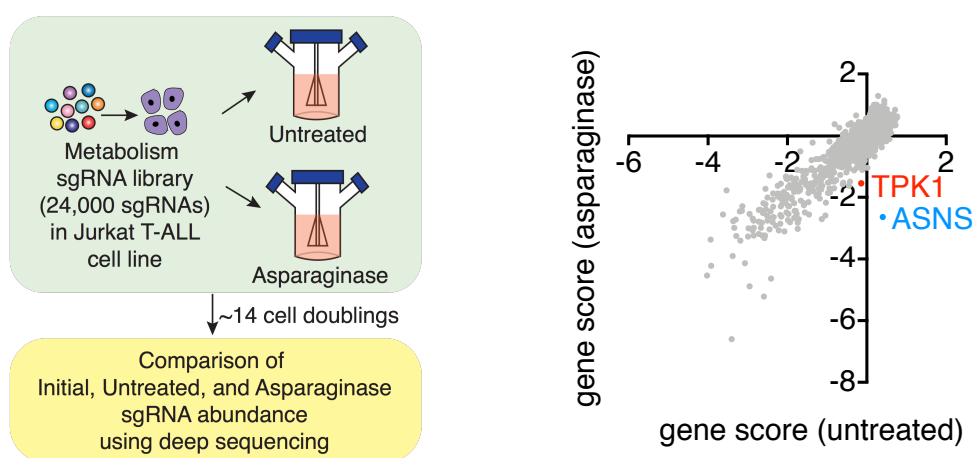 Metabolism
sgRNA library
(24,000 sgRNAs)
in Jurkat T-ALL
cell line
Untreated
Asparaginase
~14 cell doublings
Comparison of
Initial, Untreated, and Asparaginase
sgRNA abundance
using deep sequencing
gene score (asparaginase)
2
-6
-4
-2
2
-2
TPK1
ASNS
-4
-6
-8
gene score (untreated)